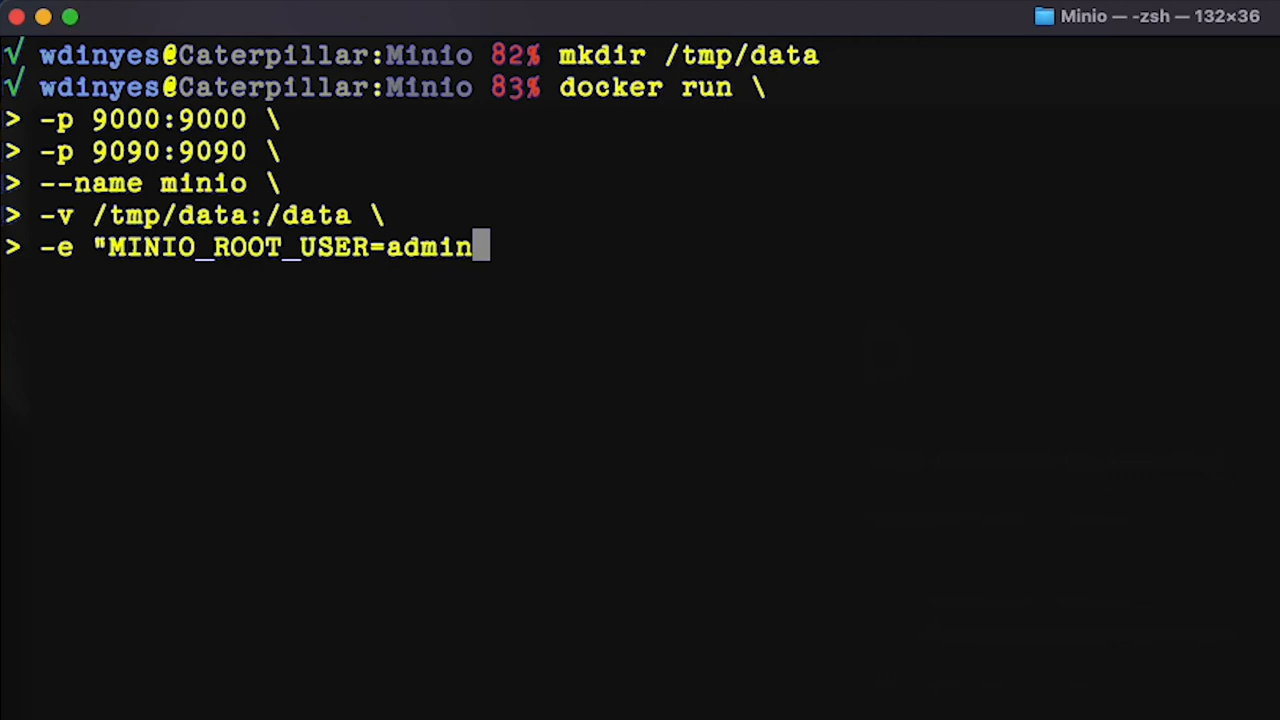 Minio — -zsh — 132×36
√ wdinyes@Caterpillar:Minio 82% mkdir /tmp/data
√ wdinyes@Caterpillar:Minio 83% docker run \
> -p 9000:9000 \
> -p 9090:9090 \
> --name minio \
> -v /tmp/data:/data \
> -e "MINIO_ROOT_USER=admin